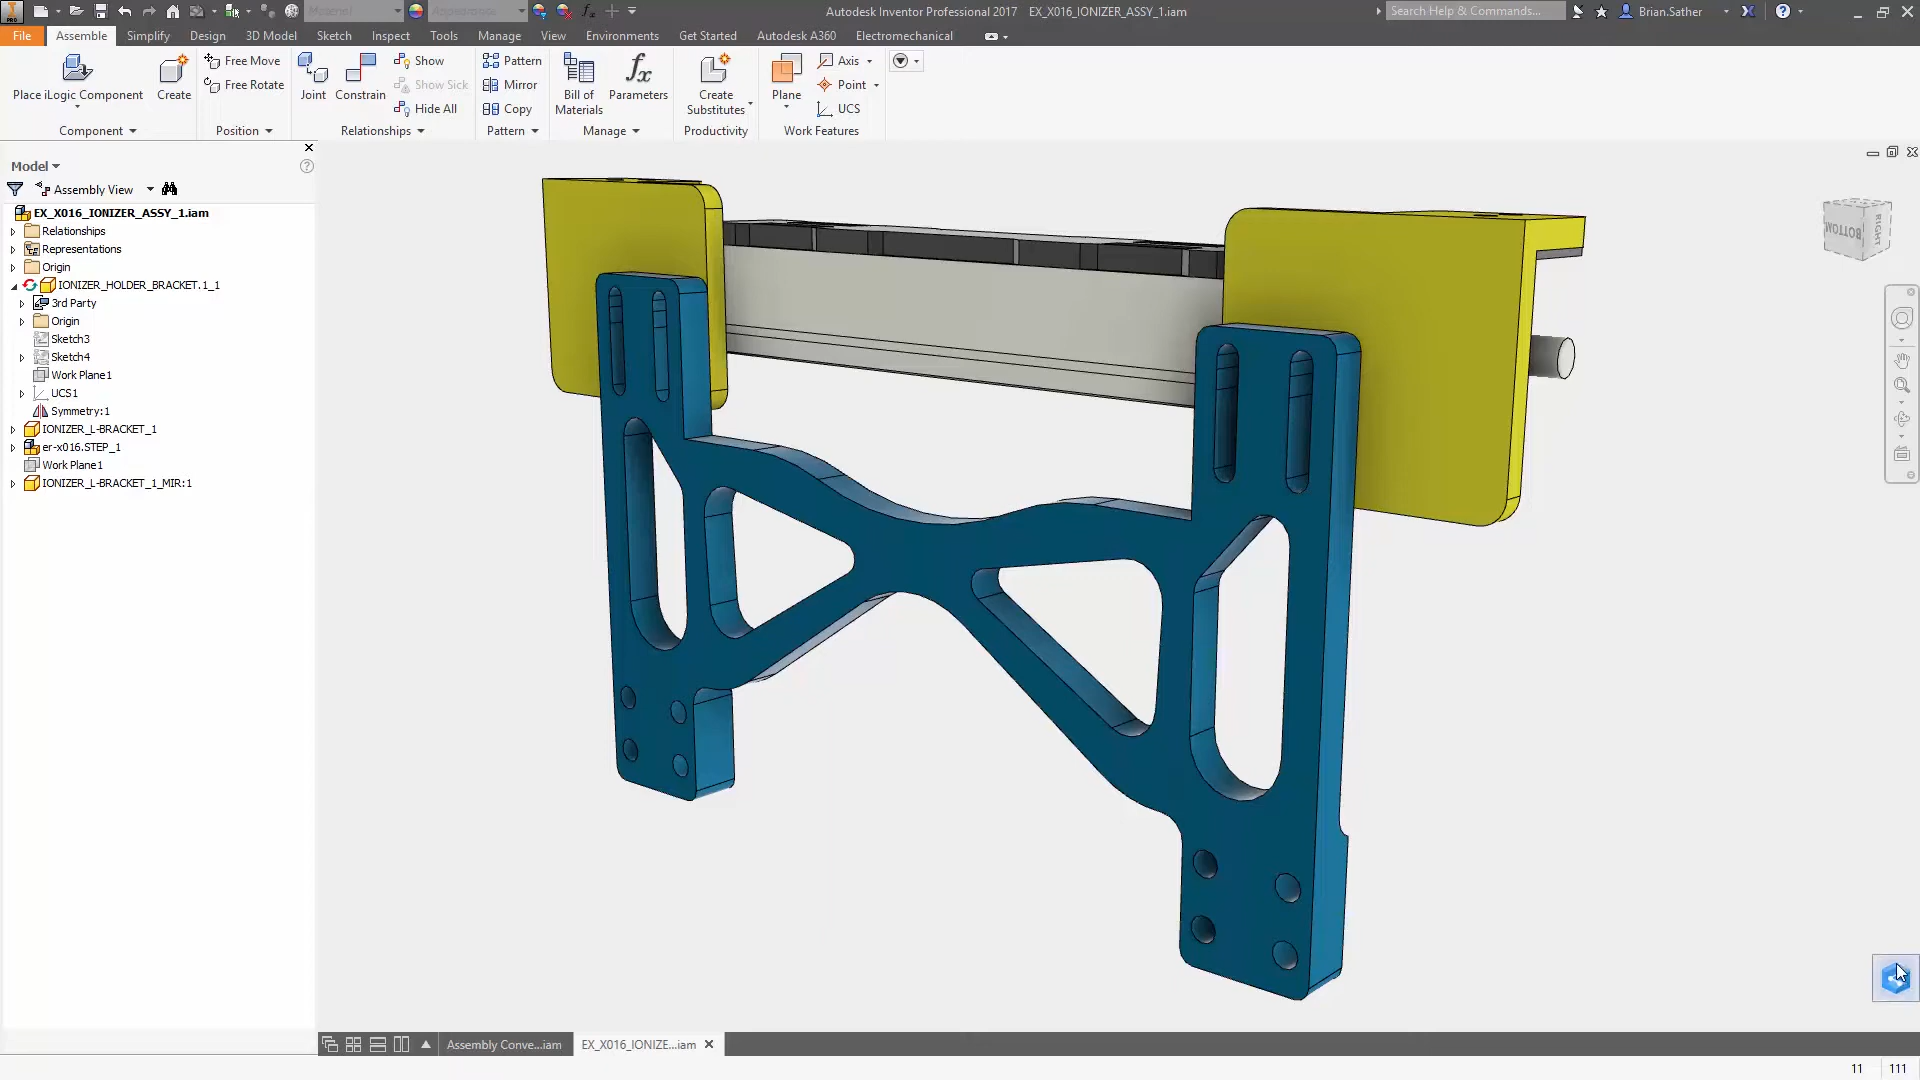 PRO
Material
Appearance
Autodesk Inventor Professional 2017 EX_X016_IONIZER_ASSY_1.iam
Search Help & Commands...
Brian.Sather
File Assemble Simplify Design 3D Model Sketch Inspect Tools Manage View Environments Get Started Autodesk A360 Electromechanical
Place iLogic Component
Create
Free Move
Free Rotate
Joint
Constrain
Show
Show Sick
Hide All
Pattern
Mirror
Copy
Bill of
Materials
Parameters
Create
Substitutes
Plane
Axis
Point
UCS
Component
Position
Relationships
Pattern
Manage
Productivity
Work Features
Model
Assembly View
EX_X016_IONIZER_ASSY_1.iam
Relationships
Representations
Origin
IONIZER_HOLDER_BRACKET.1_1
3rd Party
Origin
Sketch3
Sketch4
Work Plane1
UCS1
Symmetry:1
IONIZER_L-BRACKET_1
er-x016.STEP_1
Work Plane1
IONIZER_L-BRACKET_1_MIR:1
BOTTOM
RIGHT
Assembly Conve...iam
EX_X016_IONIZE...iam
11 111